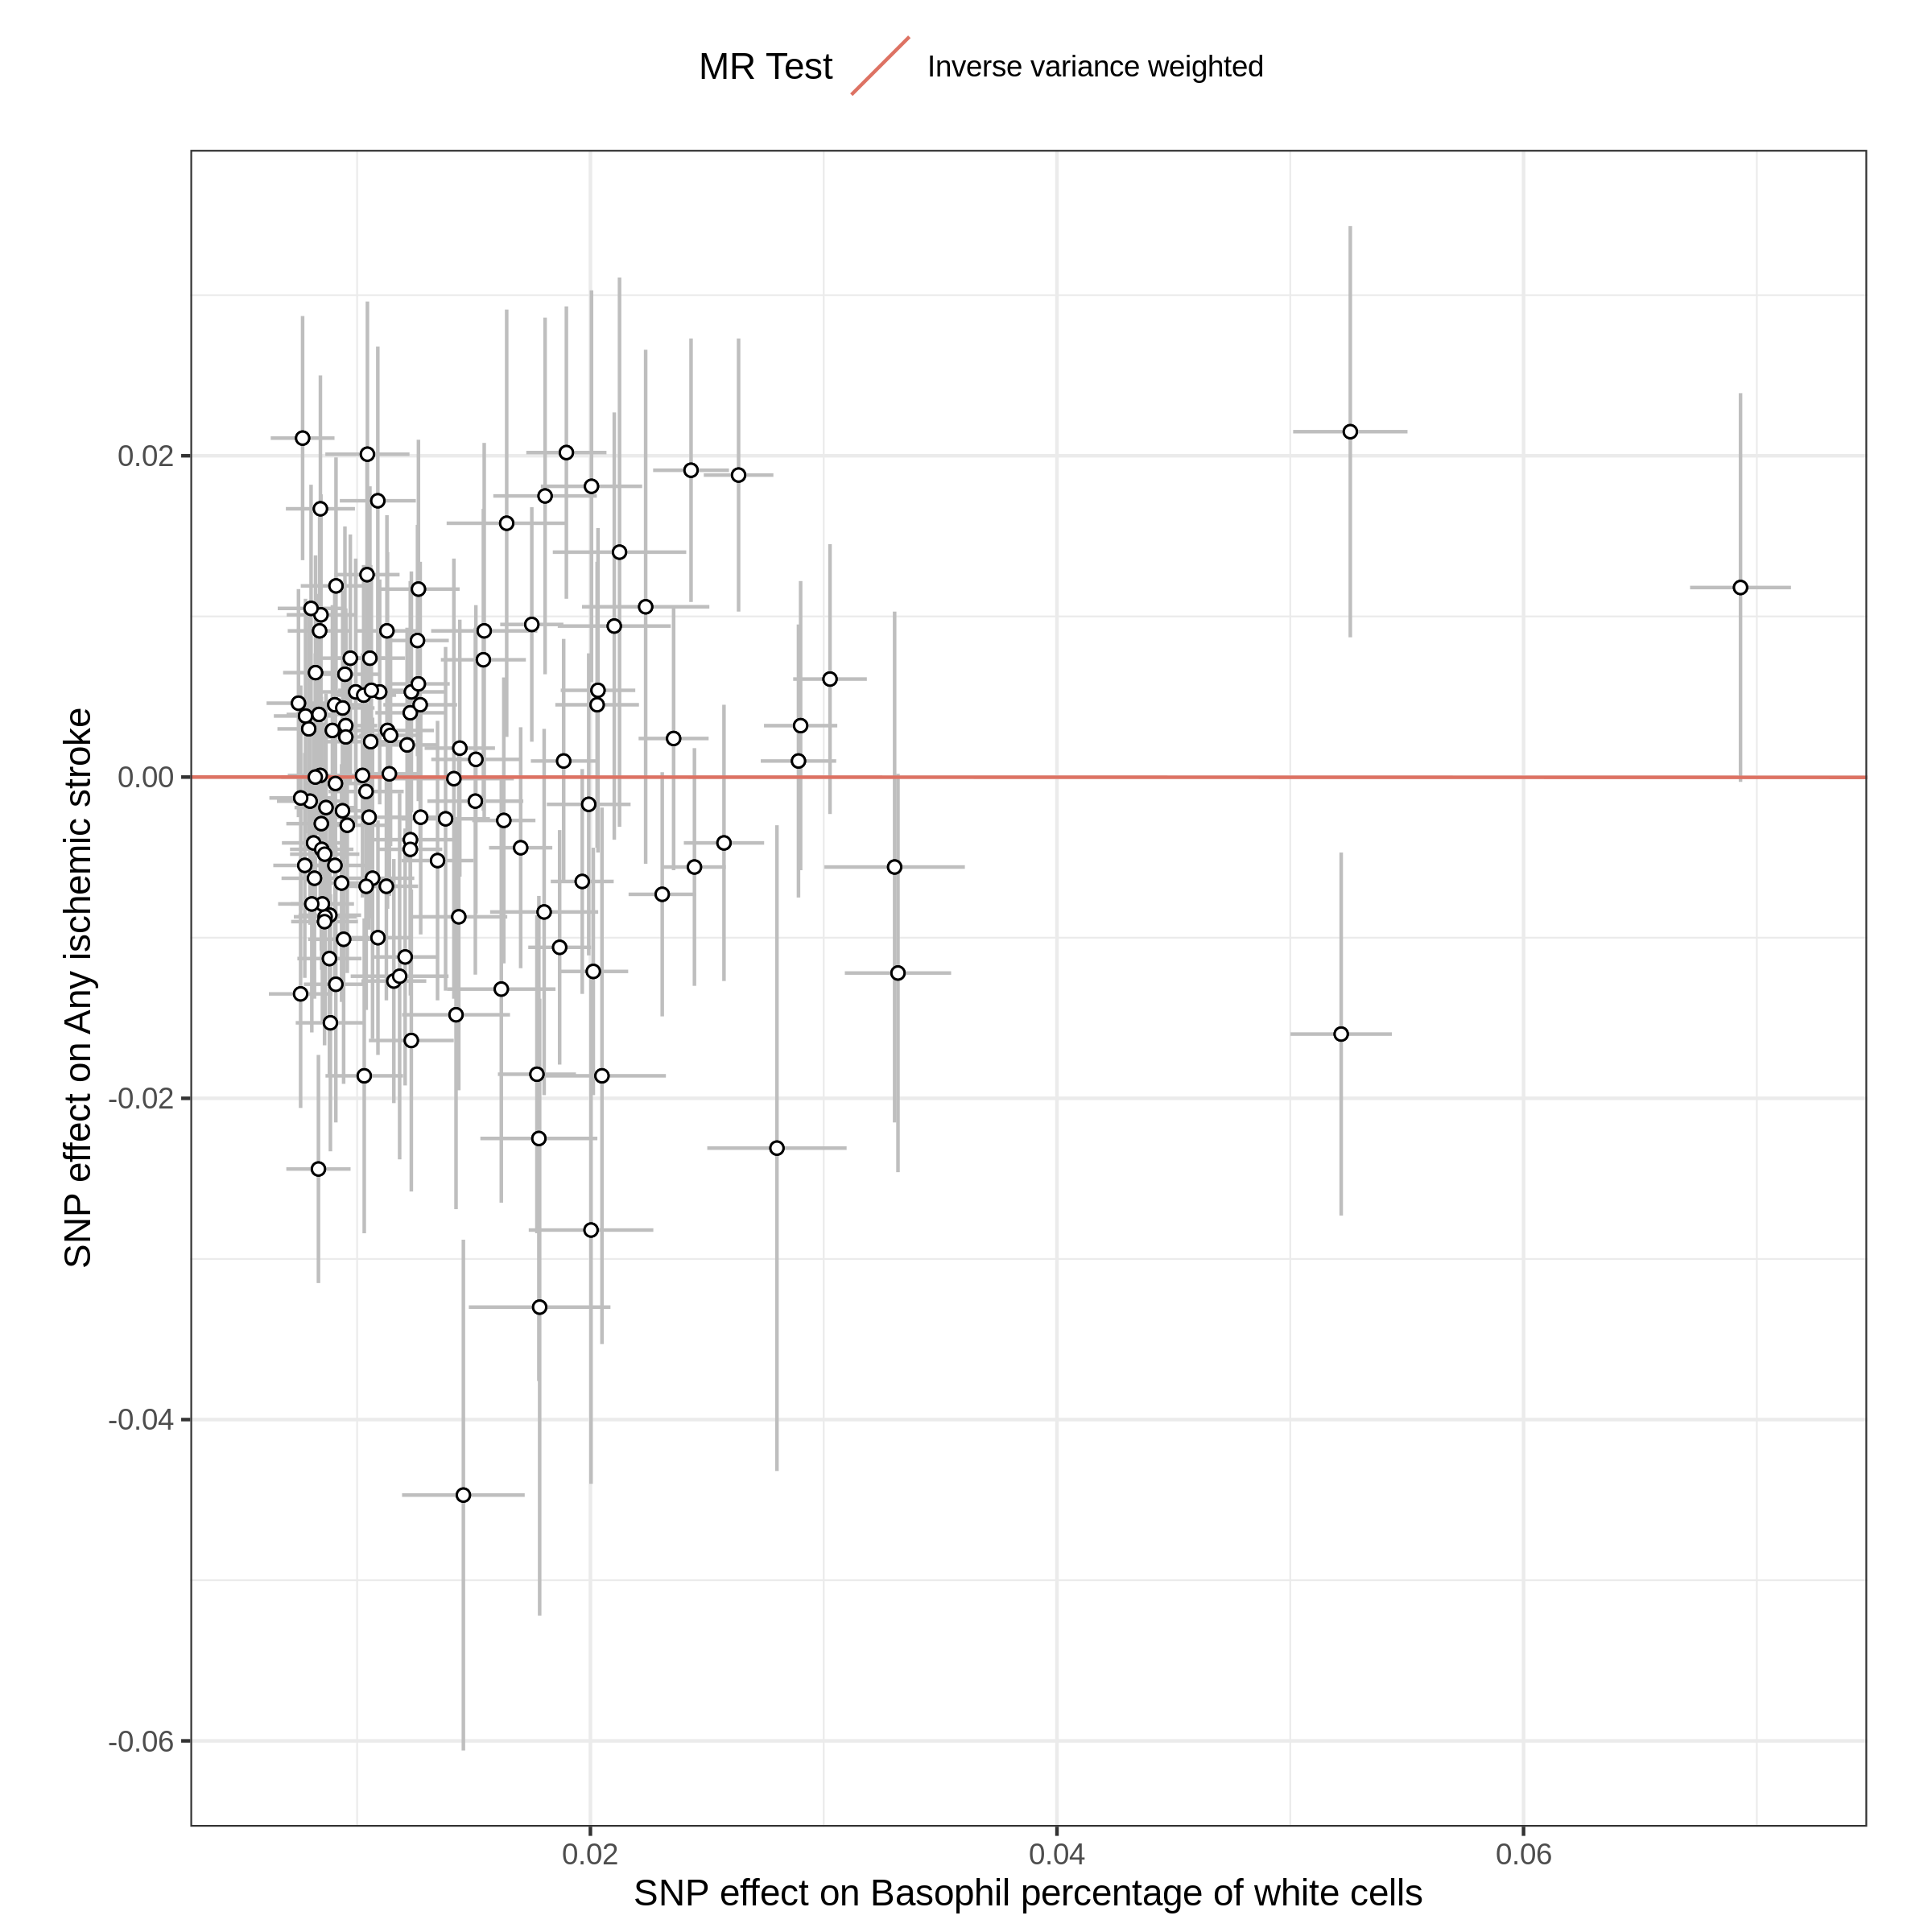 MR Test Inverse variance weighted
SNP effect on Any ischemic stroke
0.02
0.00
-0.02
-0.04
-0.06
0.02 0.04 0.06
SNP effect on Basophil percentage of white cells